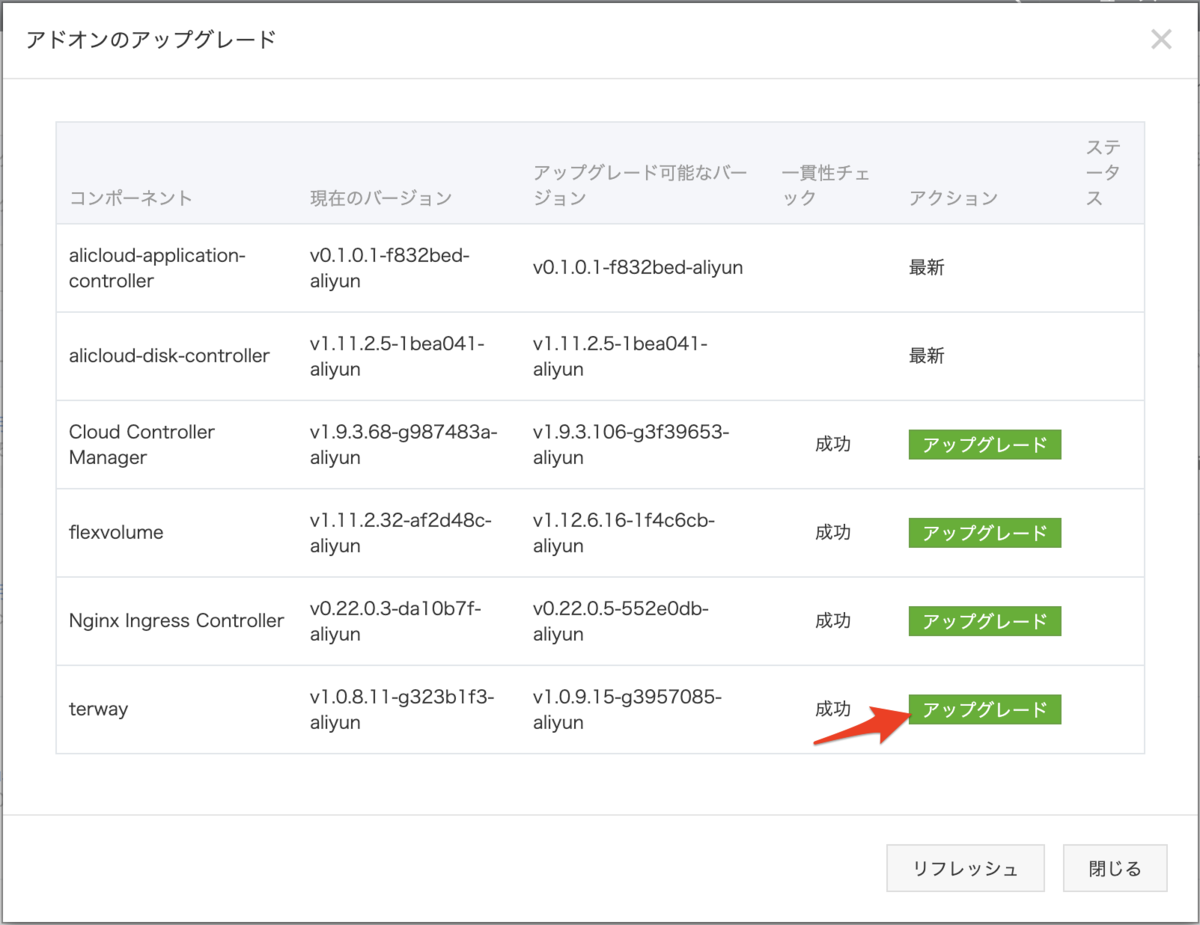 アドオンのアップグレード
コンポーネント
現在のバージョン
アップグレード可能なバー
ジョン
一貫性チェ
ック
アクション
ステ
ータ
ス
alicloud-application-
controller
v0.1.0.1-f832bed-
aliyun
v0.1.0.1-f832bed-aliyun
最新
alicloud-disk-controller
v1.11.2.5-1bea041-
aliyun
v1.11.2.5-1bea041-
aliyun
最新
Cloud Controller
Manager
v1.9.3.68-g987483a-
aliyun
v1.9.3.106-g3f39653-
aliyun
成功
アップグレード
flexvolume
v1.11.2.32-af2d48c-
aliyun
v1.12.6.16-1f4c6cb-
aliyun
成功
アップグレード
Nginx Ingress Controller
v0.22.0.3-da10b7f-
aliyun
v0.22.0.5-552e0db-
aliyun
成功
アップグレード
terway
v1.0.8.11-g323b1f3-
aliyun
v1.0.9.15-g3957085-
aliyun
成功
アップグレード
リフレッシュ
閉じる